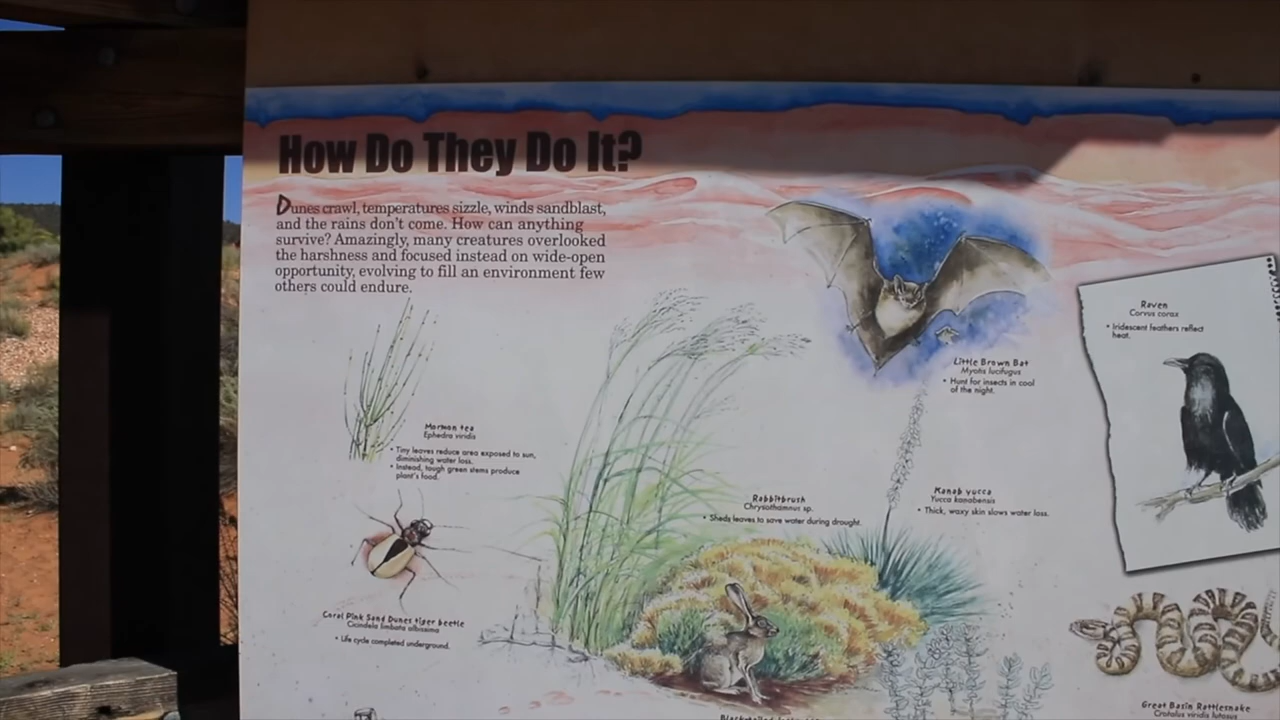 How Do They Do It?
Dunes crawl, temperatures sizzle, winds sandblast,
and the rains don't come. How can anything
survive? Amazingly, many creatures overlooked
the harshness and focused instead on wide-open
opportunity, evolving to fill an environment few
others could endure.
Raven
Corvus corax
• Iridescent feathers reflect
heat.
Little Brown Bat
Myotis lucifugus
• Hunt for insects in cool
of the night.
Mormon tea
Ephedra viridis
• Tiny leaves reduce area exposed to sun,
diminishing water loss.
• Instead, tough green stems produce
plant's food.
Rabbitbrush
Chrysothamnus sp.
• Sheds leaves to save water during drought.
Kanab yucca
Yucca kanabensis
• Thick, waxy skin slows water loss.
Coral Pink Sand Dunes tiger beetle
Cicindela limbata albissima
• Life cycle completed underground.
Great Basin Rattlesnake
Crotalus viridis lutosus